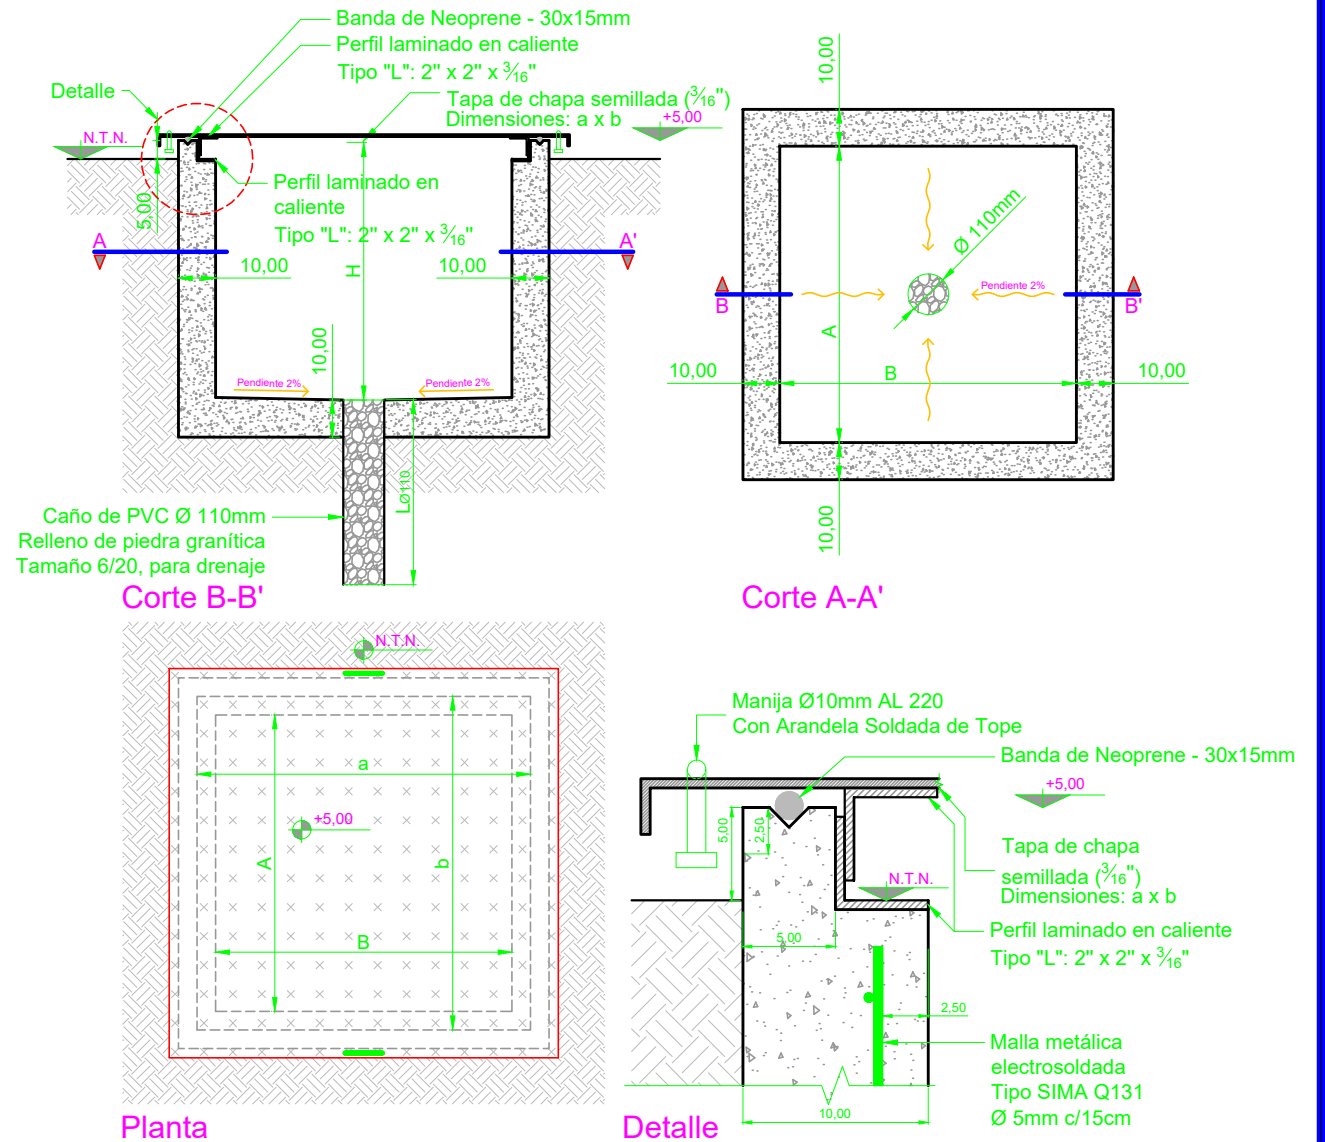 Banda de Neoprene - 30x15mm
Perfil laminado en caliente
Tipo "L": 2" x 2" x 3⁄16"
Detalle
Tapa de chapa semillada (3⁄16")
Dimensiones: a x b
+5,00
N.T.N.
Perfil laminado en
caliente
Tipo "L": 2" x 2" x 3⁄16"
5,00
A
A'
10,00
10,00
H
10,00
Pendiente 2%
Pendiente 2%
LØ110
Caño de PVC Ø 110mm
Relleno de piedra granítica
Tamaño 6/20, para drenaje
Corte B-B'
10,00
Ø 110mm
Pendiente 2%
B
B'
A
B
10,00
10,00
10,00
Corte A-A'
N.T.N.
a
+5,00
A
b
B
Planta
Manija Ø10mm AL 220
Con Arandela Soldada de Tope
Banda de Neoprene - 30x15mm
+5,00
5,00
2,50
Tapa de chapa
semillada (3⁄16")
Dimensiones: a x b
N.T.N.
Perfil laminado en caliente
Tipo "L": 2" x 2" x 3⁄16"
5,00
2,50
Malla metálica
electrosoldada
Tipo SIMA Q131
Ø 5mm c/15cm
10,00
Detalle